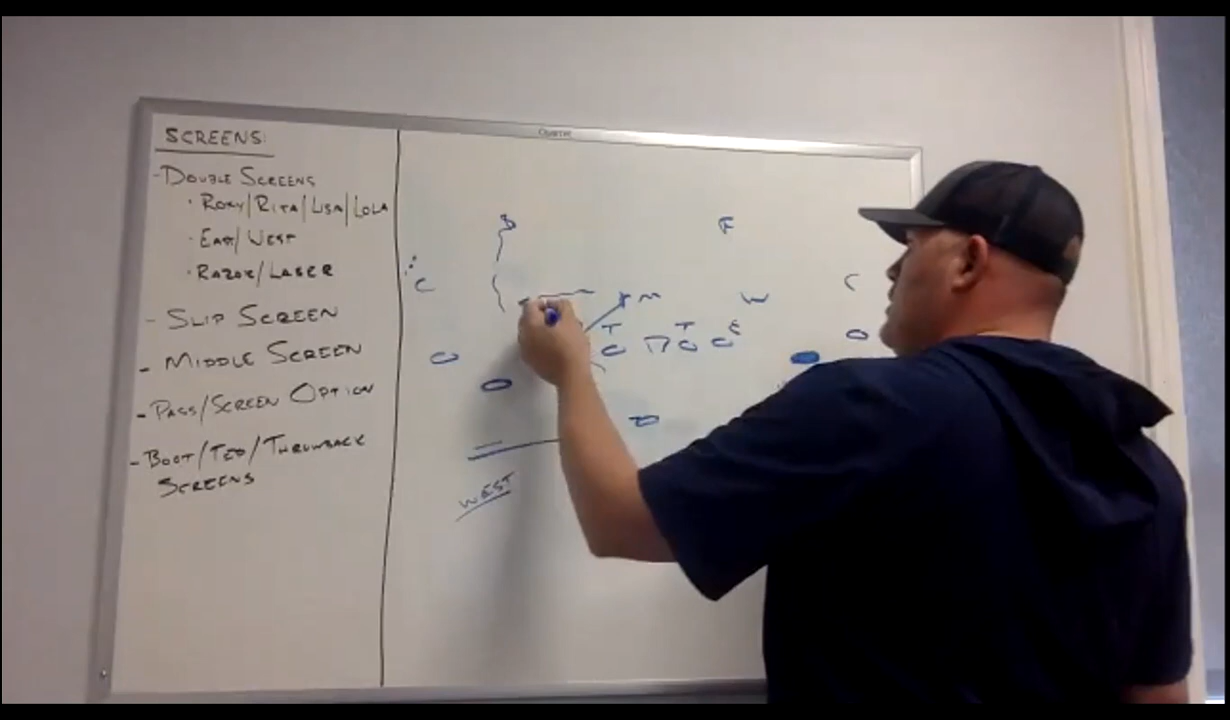 SCREENS:
- DOUBLE SCREENS
· ROXY/RITA/LISA/LOLA
· EAST/WEST
· RAZOR/LASER
- SLIP SCREEN
- MIDDLE SCREEN
- PASS/SCREEN OPTION
- BOOT/TED/THROWBACK
SCREENS
F
C
C
M
W
T
T
E
WEST